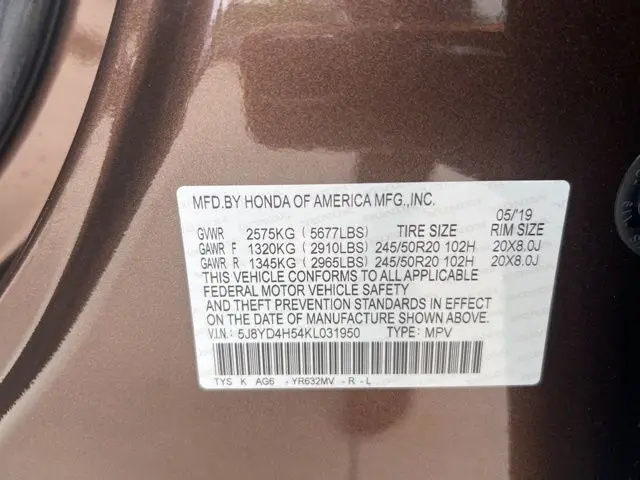 MFD.BY HONDA OF AMERICA MFG.,INC.
05/'19
GVWR 2575KG (5677LBS) TIRE SIZE RIM SIZE
GAWR F 1320KG (2910LBS) 245/50R20 102H 20X8.0J
GAWR R 1345KG (2965LBS) 245/50R20 102H 20X8.0J
THIS VEHICLE CONFORMS TO ALL APPLICABLE
FEDERAL MOTOR VEHICLE SAFETY
AND THEFT PREVENTION STANDARDS IN EFFECT
ON THE DATE OF MANUFACTURE SHOWN ABOVE.
V.I.N: 5J8YD4H54KL031950 TYPE: MPV
TYS K AG6 -YR632MV -R -L